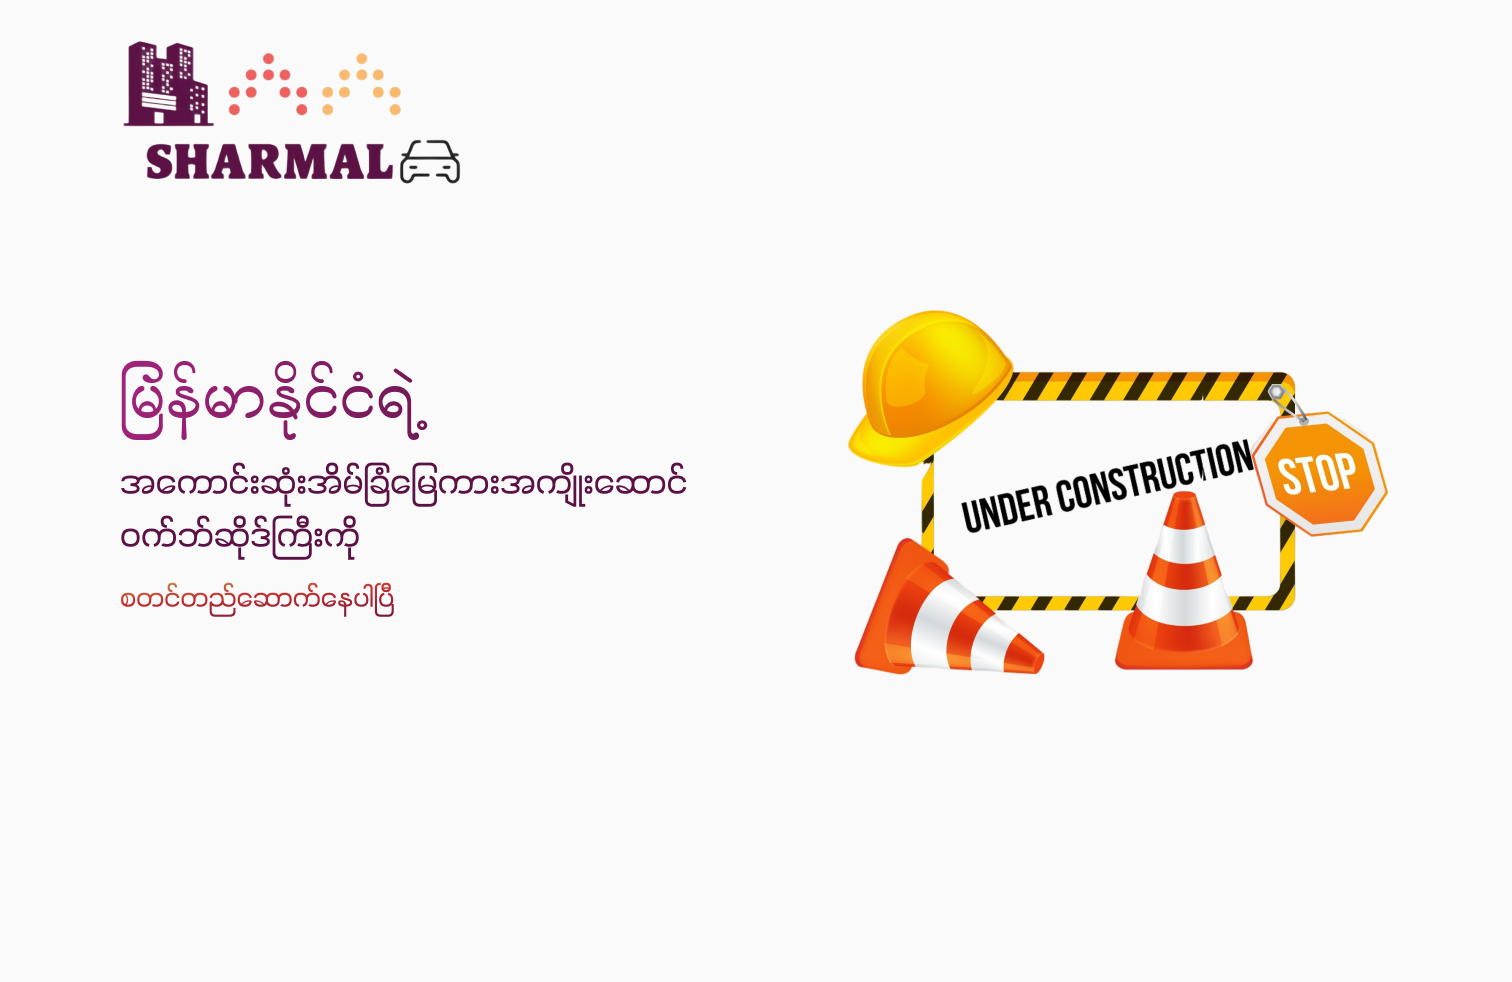 SHARMAL
မြန်မာနိုင်ငံရဲ့
အကောင်းဆုံးအိမ်ခြံမြေကားအကျိုးဆောင်
ဝက်ဘ်ဆိုဒ်ကြီးကို
စတင်တည်ဆောက်နေပါပြီ
UNDER CONSTRUCTION
STOP